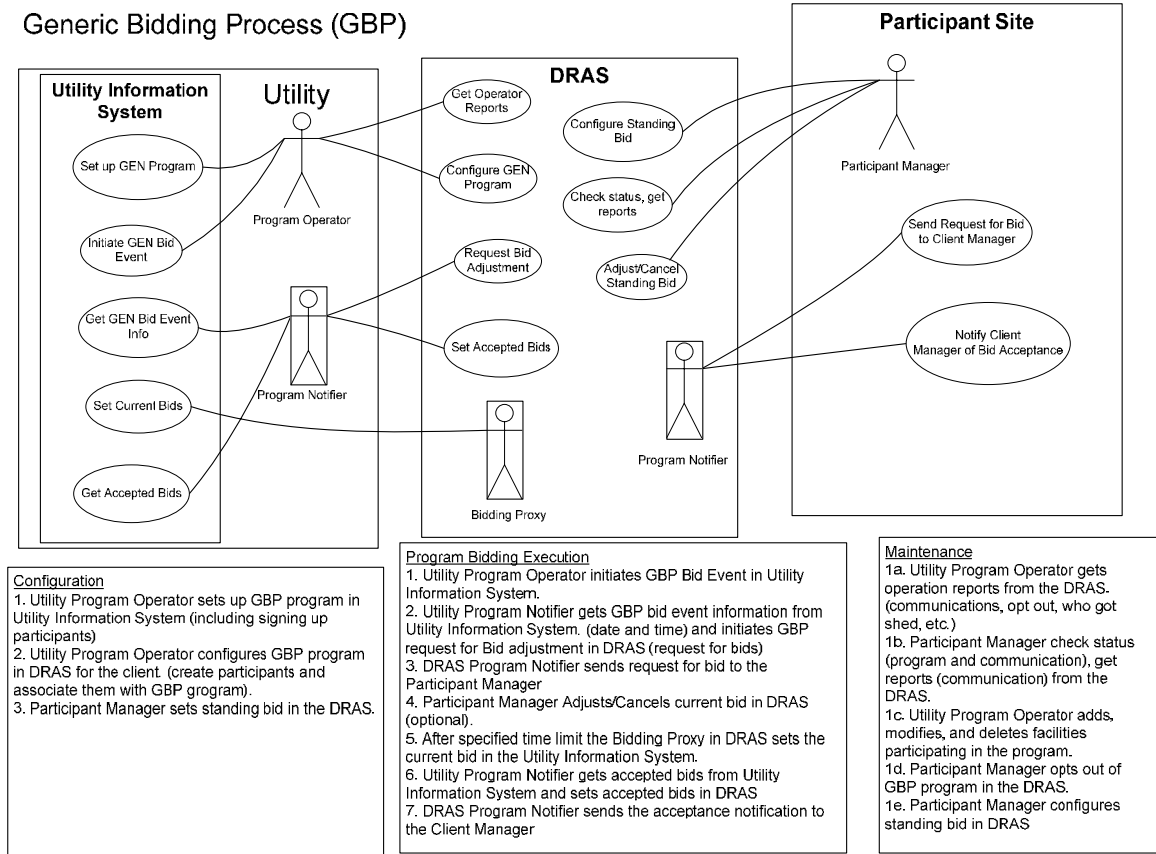 Generic Bidding Process (GBP)
Participant Site
DRAS
Utility Information
System
Utility
Get Operator
Reports
Configure Standing
Bid
Set up GEN Program
Configure GEN
Program
Check status, get
reports
Participant Manager
Program Operator
Initiate GEN Bid
Event
Request Bid
Adjustment
Adjust/Cancel
Standing Bid
Send Request for Bid
to Client Manager
Get GEN Bid Event
Info
Set Accepted Bids
Notify Client
Manager of Bid Acceptance
Program Notifier
Set Current Bids
Program Notifier
Get Accepted Bids
Bidding Proxy
Configuration
1. Utility Program Operator sets up GBP program in
Utility Information System (including signing up
participants)
2. Utility Program Operator configures GBP program
in DRAS for the client. (create participants and
associate them with GBP grogram).
3. Participant Manager sets standing bid in the DRAS.
Program Bidding Execution
1. Utility Program Operator initiates GBP Bid Event in Utility
Information System.
2. Utility Program Notifier gets GBP bid event information from
Utility Information System. (date and time) and initiates GBP
request for Bid adjustment in DRAS (request for bids)
3. DRAS Program Notifier sends request for bid to the
Participant Manager
4. Participant Manager Adjusts/Cancels current bid in DRAS
(optional).
5. After specified time limit the Bidding Proxy in DRAS sets the
current bid in the Utility Information System.
6. Utility Program Notifier gets accepted bids from Utility
Information System and sets accepted bids in DRAS
7. DRAS Program Notifier sends the acceptance notification to
the Client Manager
Maintenance
1a. Utility Program Operator gets
operation reports from the DRAS.
(communications, opt out, who got
shed, etc.)
1b. Participant Manager check status
(program and communication), get
reports (communication) from the
DRAS.
1c. Utility Program Operator adds,
modifies, and deletes facilities
participating in the program.
1d. Participant Manager opts out of
GBP program in the DRAS.
1e. Participant Manager configures
standing bid in DRAS